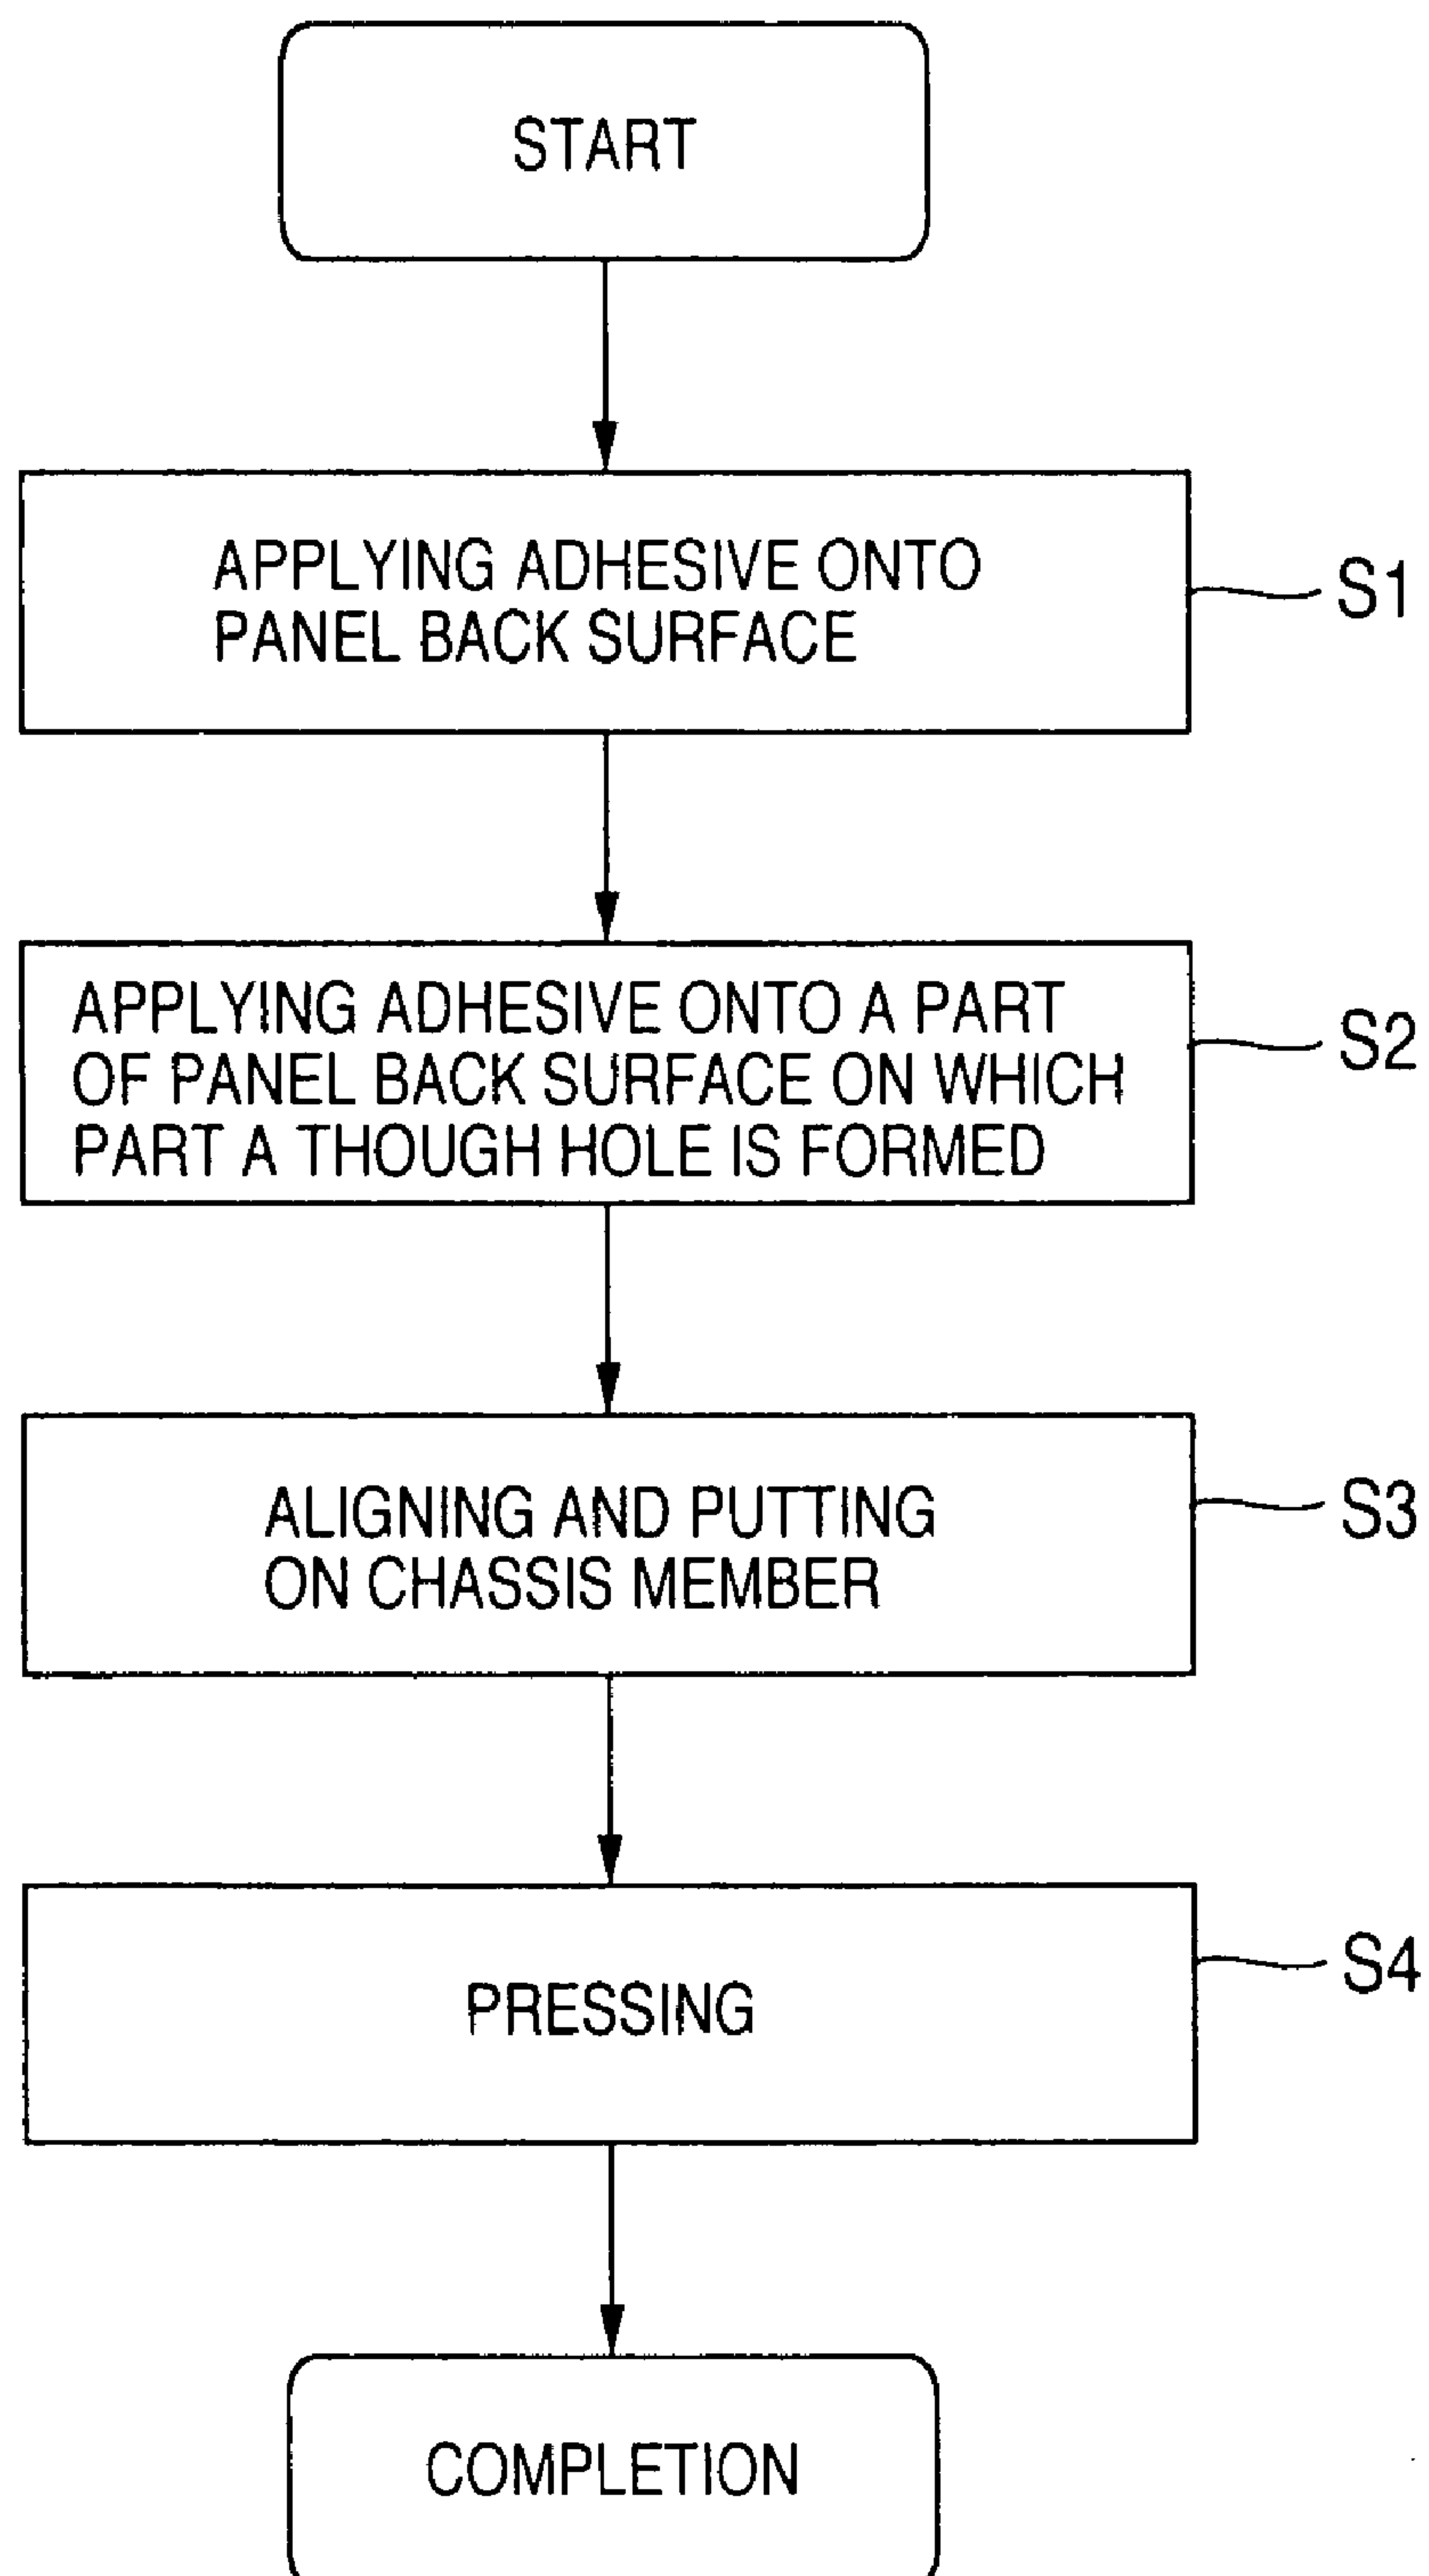 START
APPLYING ADHESIVE ONTO
PANEL BACK SURFACE
S1
APPLYING ADHESIVE ONTO A PART
OF PANEL BACK SURFACE ON WHICH
PART A THOUGH HOLE IS FORMED
S2
ALIGNING AND PUTTING
ON CHASSIS MEMBER
S3
PRESSING
S4
COMPLETION